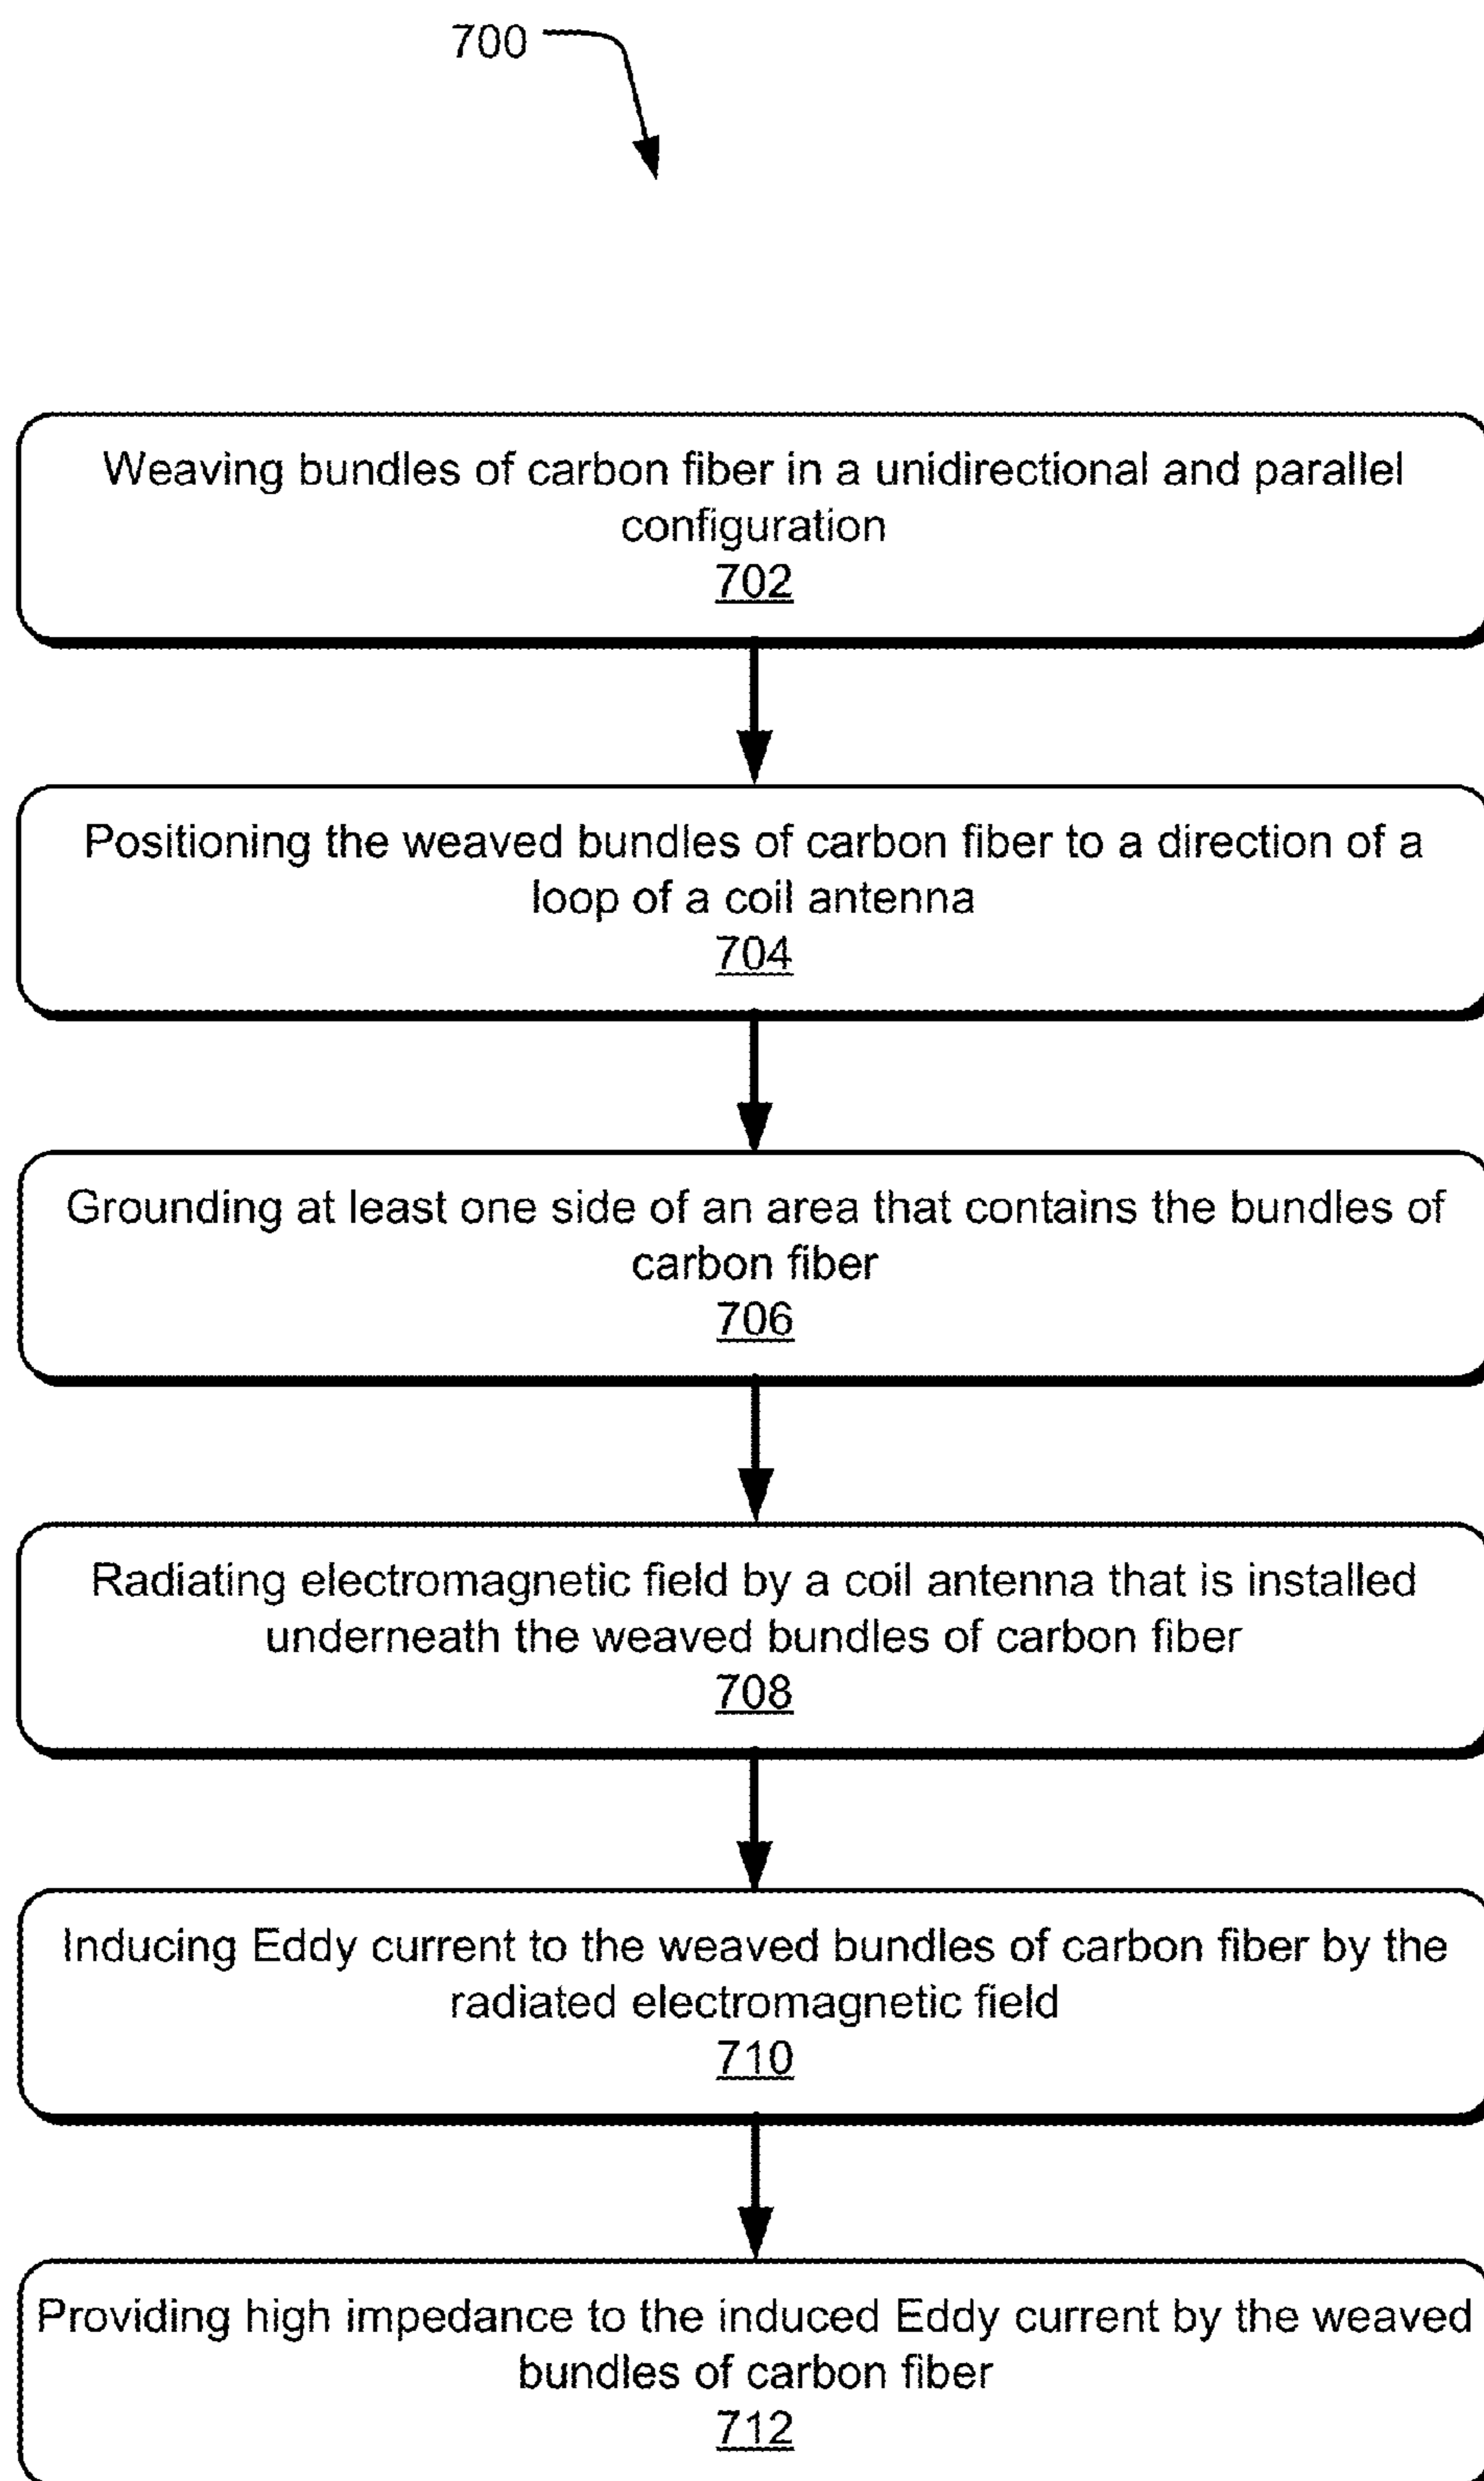 700
Weaving bundles of carbon fiber in a unidirectional and parallel
configuration
702
Positioning the weaved bundles of carbon fiber to a direction of a
loop of a coil antenna
704
Grounding at least one side of an area that contains the bundles of
carbon fiber
706
Radiating electromagnetic field by a coil antenna that is installed
underneath the weaved bundles of carbon fiber
708
Inducing Eddy current to the weaved bundles of carbon fiber by the
radiated electromagnetic field
710
Providing high impedance to the induced Eddy current by the weaved
bundles of carbon fiber
712